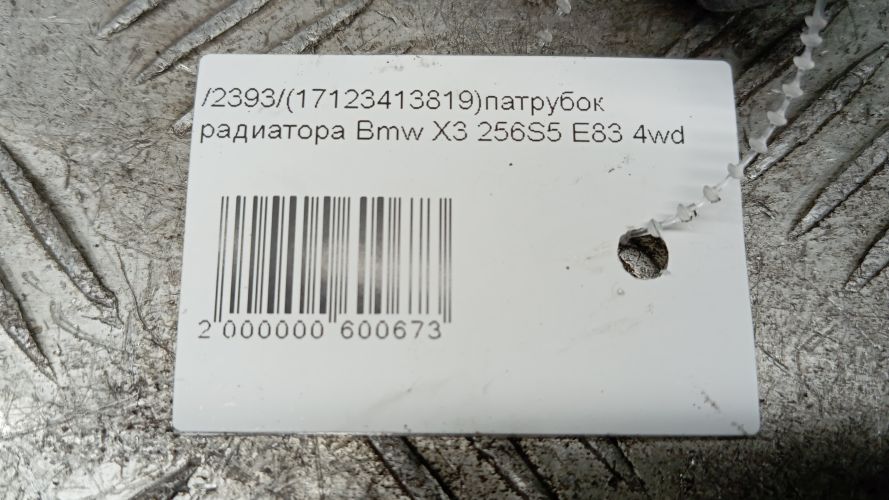 /2393/(17123413819)патрубок
радиатора Bmw X3 256S5 E83 4wd
2 000000 600673